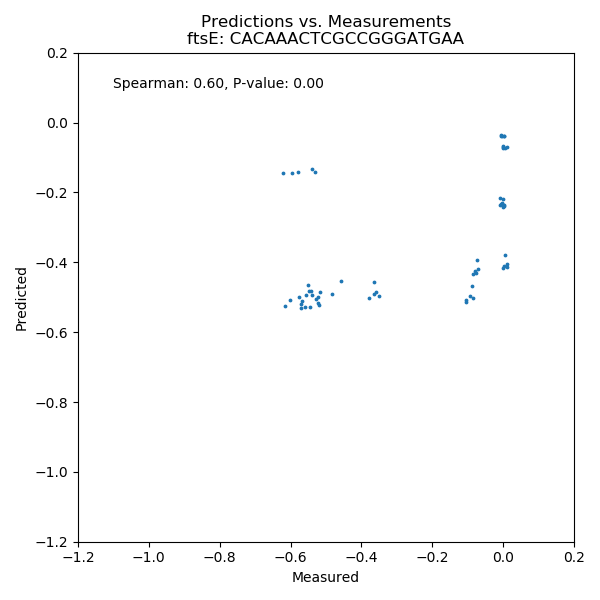 Predictions vs. Measurements
ftsE: CACAAACTCGCCGGGATGAA
Spearman: 0.60, P-value: 0.00
0.2
0.0
−0.2
−0.4
−0.6
−0.8
−1.0
−1.2
Predicted
−1.2 −1.0 −0.8 −0.6 −0.4 −0.2 0.0 0.2
Measured